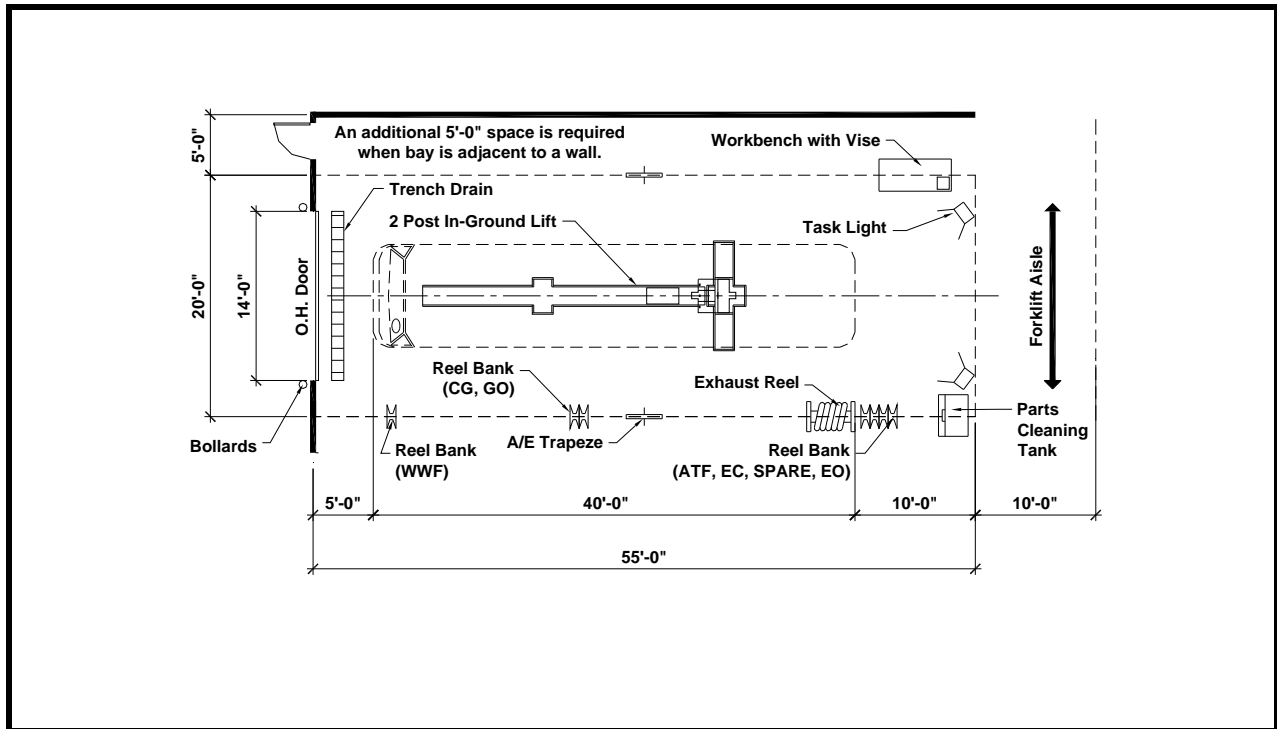 5'-0"
An additional 5'-0" space is required
when bay is adjacent to a wall.
Workbench with Vise
Trench Drain
2 Post In-Ground Lift
Task Light
20'-0"
14'-0"
O.H. Door
Forklift Aisle
Reel Bank
(CG, GO)
Exhaust Reel
Bollards
Reel Bank
(WWF)
A/E Trapeze
Reel Bank
(ATF, EC, SPARE, EO)
Parts
Cleaning
Tank
5'-0"
40'-0"
10'-0"
10'-0"
55'-0"